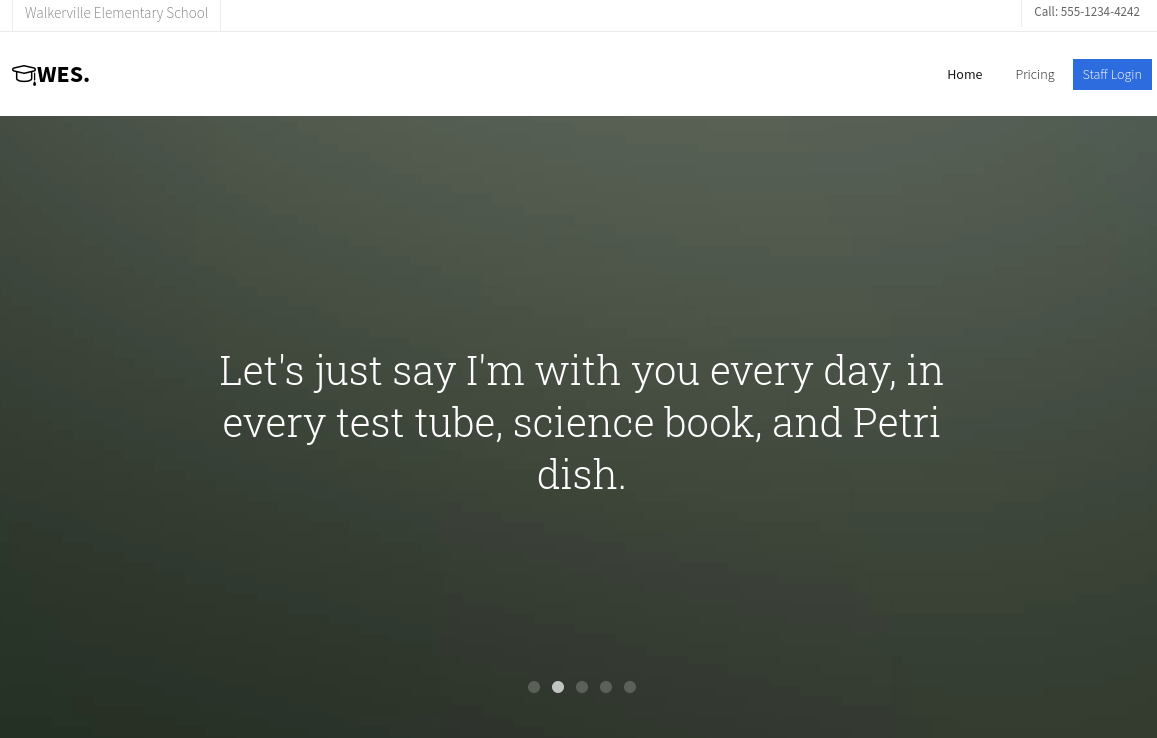 Walkerville Elementary School
Call: 555-1234-4242
WES.
Home
Pricing
Staff Login
Let's just say I'm with you every day, in
every test tube, science book, and Petri
dish.